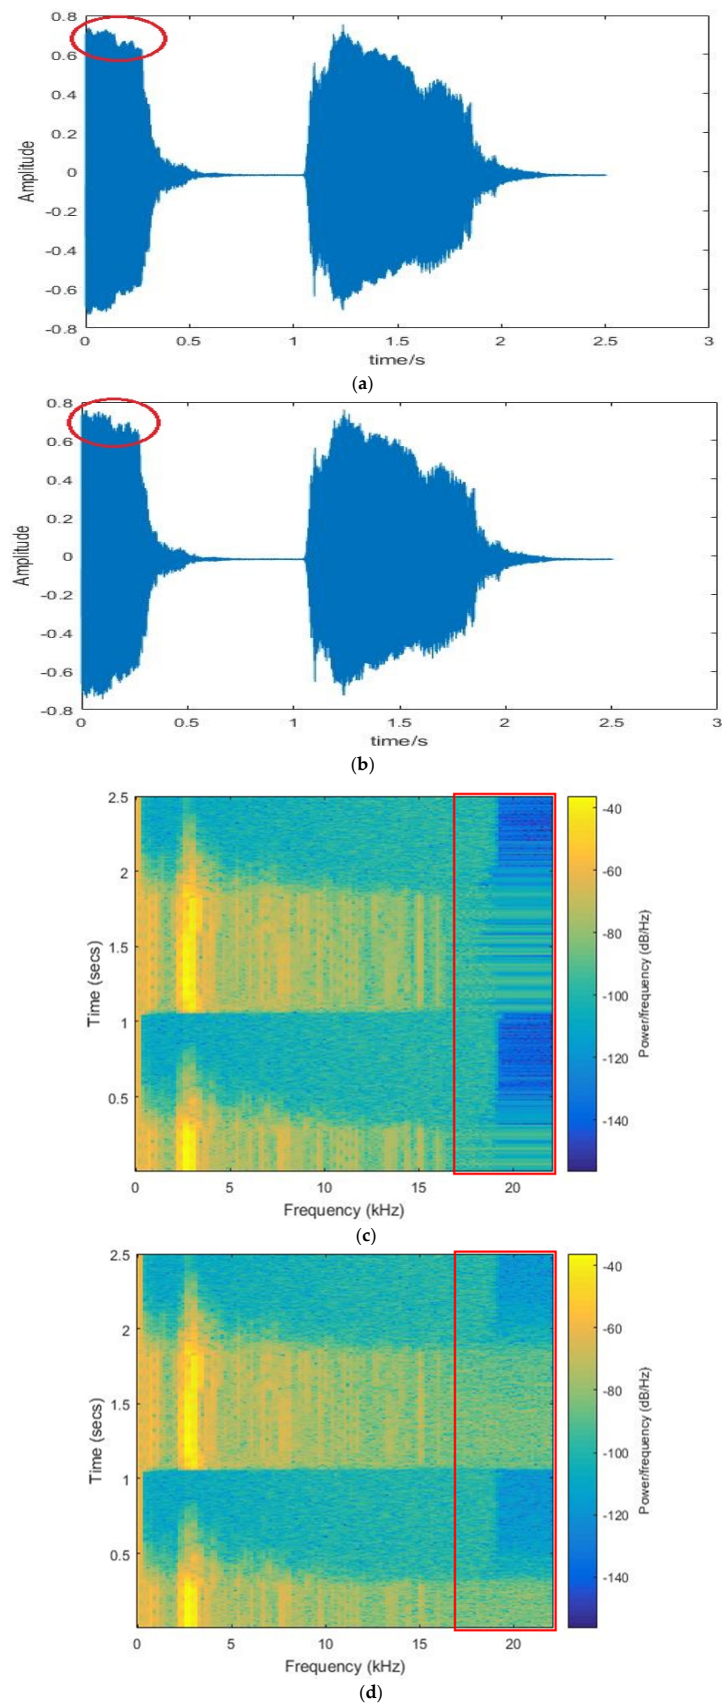 0.8
0.6
0.4
0.2
0
-0.2
-0.4
-0.6
-0.8
Amplitude
0 0.5 1 1.5 2 2.5 3
time/s
(a)
0.8
0.6
0.4
0.2
0
-0.2
-0.4
-0.6
-0.8
Amplitude
0 0.5 1 1.5 2 2.5 3
time/s
(b)
2.5
2
1.5
1
0.5
Time (secs)
0 5 10 15 20
Frequency (kHz)
-40
-60
-80
-100
-120
-140
Power/frequency (dB/Hz)
(c)
2.5
2
1.5
1
0.5
Time (secs)
0 5 10 15 20
Frequency (kHz)
-40
-60
-80
-100
-120
-140
Power/frequency (dB/Hz)
(d)